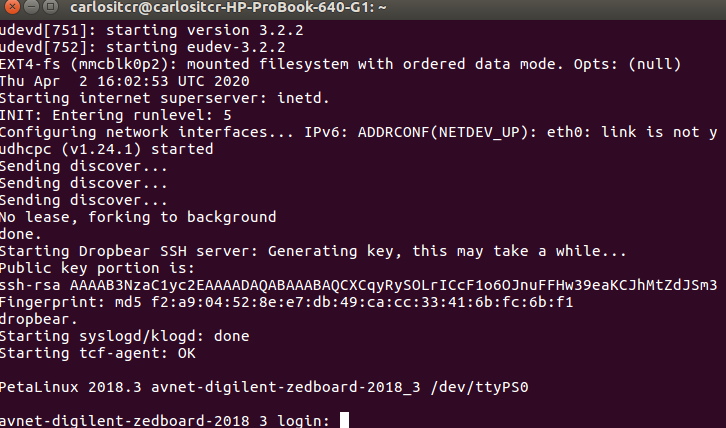 carlositcr@carlositcr-HP-ProBook-640-G1: ~
udevd[751]: starting version 3.2.2
udevd[752]: starting eudev-3.2.2
EXT4-fs (mmcblk0p2): mounted filesystem with ordered data mode. Opts: (null)
Thu Apr  2 16:02:53 UTC 2020
Starting internet superserver: inetd.
INIT: Entering runlevel: 5
Configuring network interfaces... IPv6: ADDRCONF(NETDEV_UP): eth0: link is not y
udhcpc (v1.24.1) started
Sending discover...
Sending discover...
Sending discover...
No lease, forking to background
done.
Starting Dropbear SSH server: Generating key, this may take a while...
Public key portion is:
ssh-rsa AAAAB3NzaC1yc2EAAAADAQABAAABAQCXCqyRySOLrICcF1o6OJnuFFHw39eaKCJhMtZdJSm3
Fingerprint: md5 f2:a9:04:52:8e:e7:db:49:ca:cc:33:41:6b:fc:6b:f1
dropbear.
Starting syslogd/klogd: done
Starting tcf-agent: OK
PetaLinux 2018.3 avnet-digilent-zedboard-2018_3 /dev/ttyPS0
avnet-digilent-zedboard-2018_3 login: